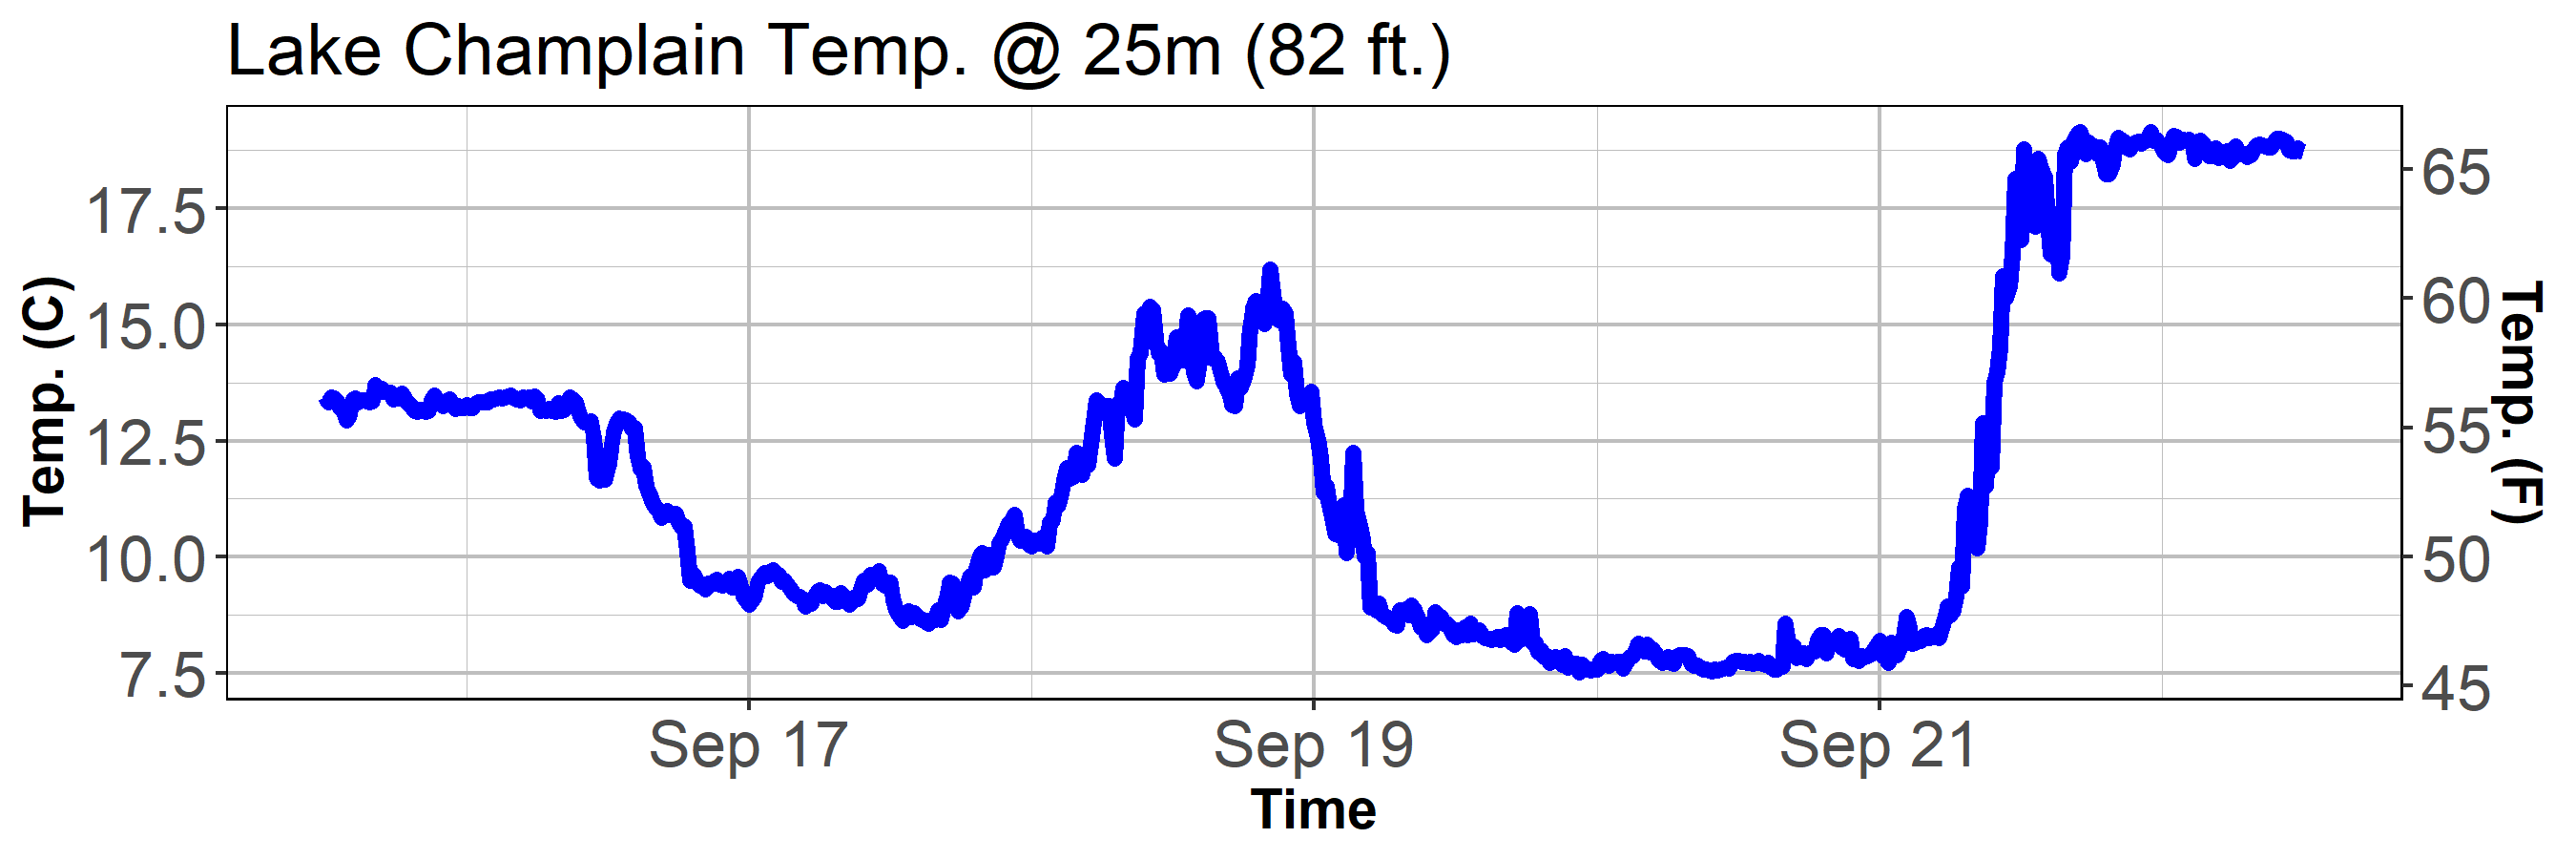 Lake Champlain Temp. @ 25m (82 ft.)
Temp. (C)
17.5
15.0
12.5
10.0
7.5
65
60
55
50
45
Temp. (F)
Sep 17
Sep 19
Sep 21
Time